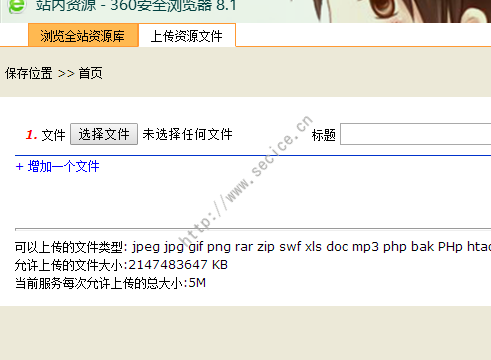 站内资源 - 360安全浏览器 8.1
浏览全站资源库 上传资源文件
保存位置 >> 首页
1. 文件 选择文件 未选择任何文件 标题
+ 增加一个文件
http://www.secice.cn
可以上传的文件类型: jpeg jpg gif png rar zip swf xls doc mp3 php bak PHp htac
允许上传的文件大小:2147483647 KB
当前服务每次允许上传的总大小:5M